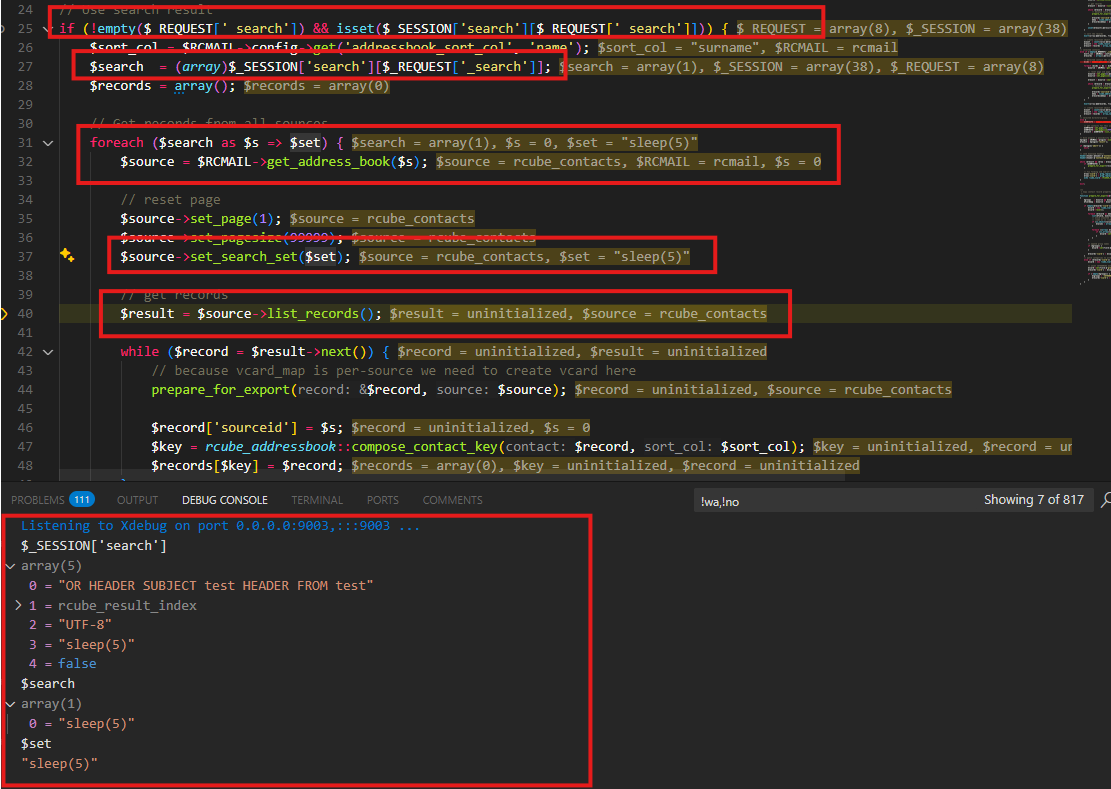 24 // Use search result
25 if (!empty($_REQUEST['_search']) && isset($_SESSION['search'][$_REQUEST['_search']])) { $_REQUEST = array(8), $_SESSION = array(38)
26 $sort_col = $RCMAIL->config->get('addressbook_sort_col', 'name'); $sort_col = "surname", $RCMAIL = rcmail
27 $search = (array)$_SESSION['search'][$_REQUEST['_search']]; $search = array(1), $_SESSION = array(38), $_REQUEST = array(8)
28 $records = array(); $records = array(0)
29
30 // Get records from all sources
31 foreach ($search as $s => $set) { $search = array(1), $s = 0, $set = "sleep(5)"
32 $source = $RCMAIL->get_address_book($s); $source = rcube_contacts, $RCMAIL = rcmail, $s = 0
33
34 // reset page
35 $source->set_page(1); $source = rcube_contacts
36 $source->set_pagesize(99999); $source = rcube_contacts
37 $source->set_search_set($set); $source = rcube_contacts, $set = "sleep(5)"
38
39 // get records
40 $result = $source->list_records(); $result = uninitialized, $source = rcube_contacts
41
42 while ($record = $result->next()) { $record = uninitialized, $result = uninitialized
43 // because vcard_map is per-source we need to create vcard here
44 prepare_for_export(record: &$record, source: $source); $record = uninitialized, $source = rcube_contacts
45
46 $record['sourceid'] = $s; $record = uninitialized, $s = 0
47 $key = rcube_addressbook::compose_contact_key(contact: $record, sort_col: $sort_col); $key = uninitialized, $record = un
48 $records[$key] = $record; $records = array(0), $key = uninitialized, $record = uninitialized
PROBLEMS 111 OUTPUT DEBUG CONSOLE TERMINAL PORTS COMMENTS !wa,!no Showing 7 of 817
Listening to Xdebug on port 0.0.0.0:9003,:::9003 ...
$_SESSION['search']
array(5)
0 = "OR HEADER SUBJECT test HEADER FROM test"
1 = rcube_result_index
2 = "UTF-8"
3 = "sleep(5)"
4 = false
$search
array(1)
0 = "sleep(5)"
$set
"sleep(5)"